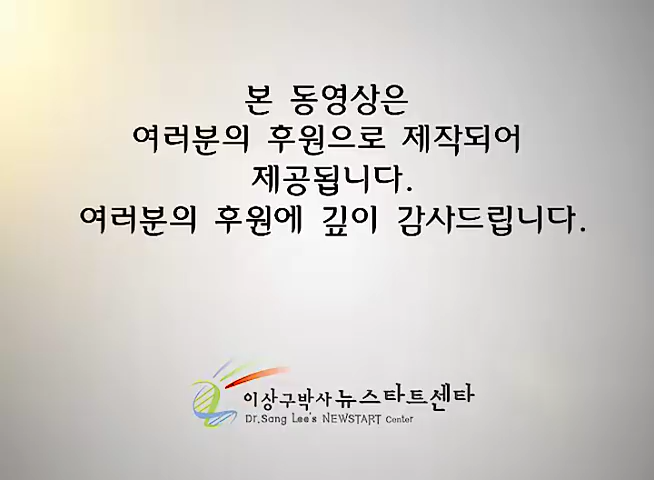 본 동영상은
여러분의 후원으로 제작되어
제공됩니다.
여러분의 후원에 깊이 감사드립니다.
이상구박사 뉴스타트센타
Dr.Sang Lee's NEWSTART Center